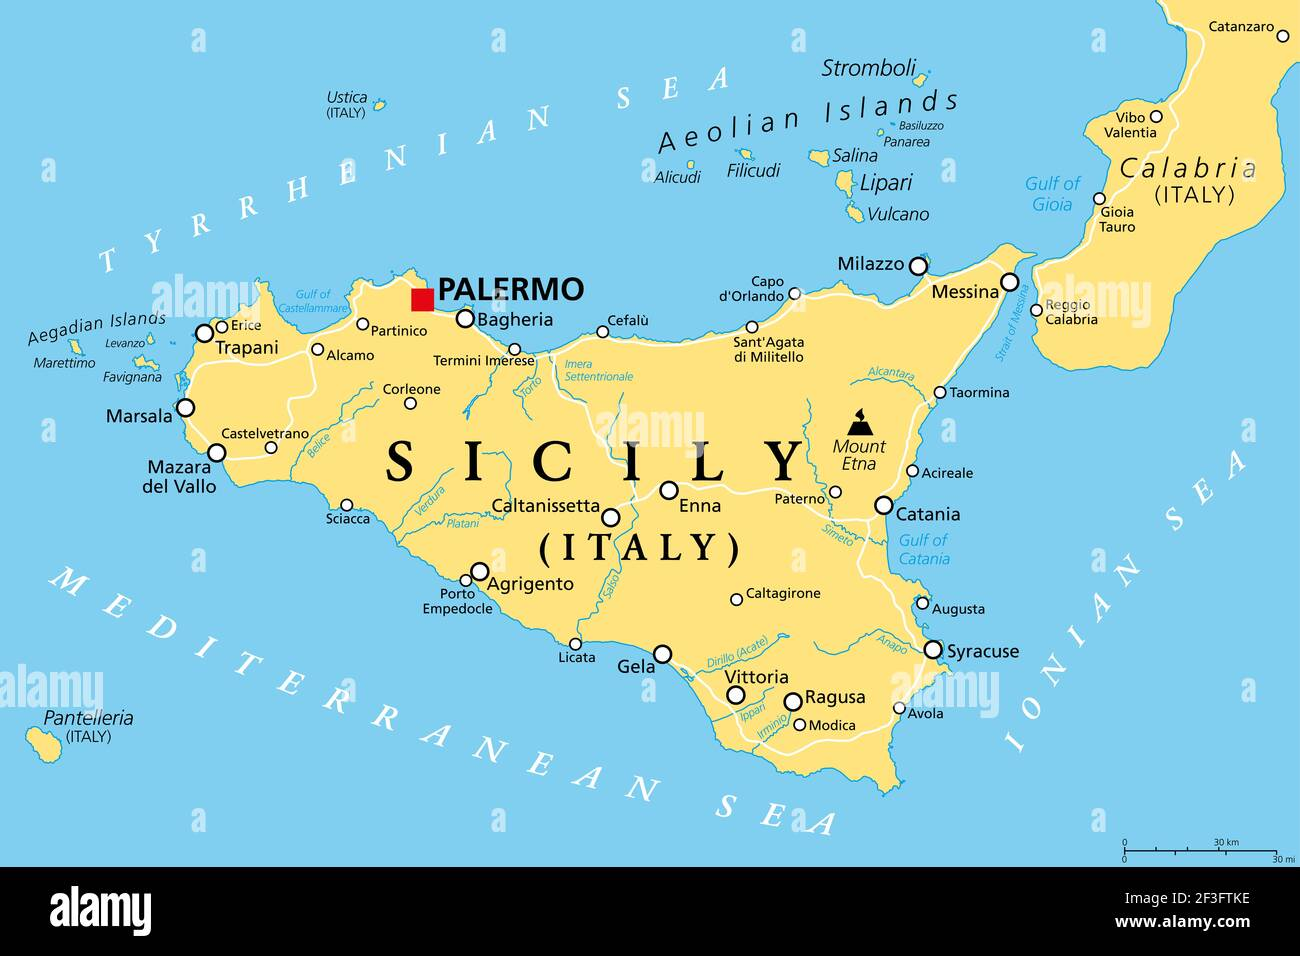 Catanzaro
Stromboli
Ustica
(ITALY)
TYRRHENIAN SEA
Aeolian Islands
Basiluzzo
Panarea
Vibo
Valentia
Salina
Filicudi
Alicudi
Lipari
Calabria
(ITALY)
Gulf of
Gioia
Vulcano
Gioia
Tauro
Milazzo
Messina
Capo
d'Orlando
PALERMO
Gulf of
Castellammare
Reggio
Calabria
Strait of Messina
Bagheria
Cefalù
Aegadian Islands
Erice
Partinico
Levanzo
Trapani
Marettimo
Alcamo
Favignana
Termini Imerese
Sant'Agata
di Militello
Imera
Settentrionale
Torto
Alcantara
Corleone
Taormina
Marsala
Castelvetrano
Belice
SICILY
Mount
Etna
Mazara
del Vallo
Acireale
Verdura
Caltanissetta
Enna
Paterno
Sciacca
Platani
Catania
Simeto
Gulf of
Catania
(ITALY)
IONIAN SEA
Agrigento
Porto
Empedocle
Salso
Caltagirone
Augusta
MEDITERRANEAN SEA
Licata
Gela
Dirillo (Acate)
Anapo
Syracuse
Vittoria
Ragusa
Ippari
Irminio
Modica
Avola
Pantelleria
(ITALY)
0 30 km
0 30 mi
alamy
a
alamy
Image ID: 2F3FTKE
www.alamy.com